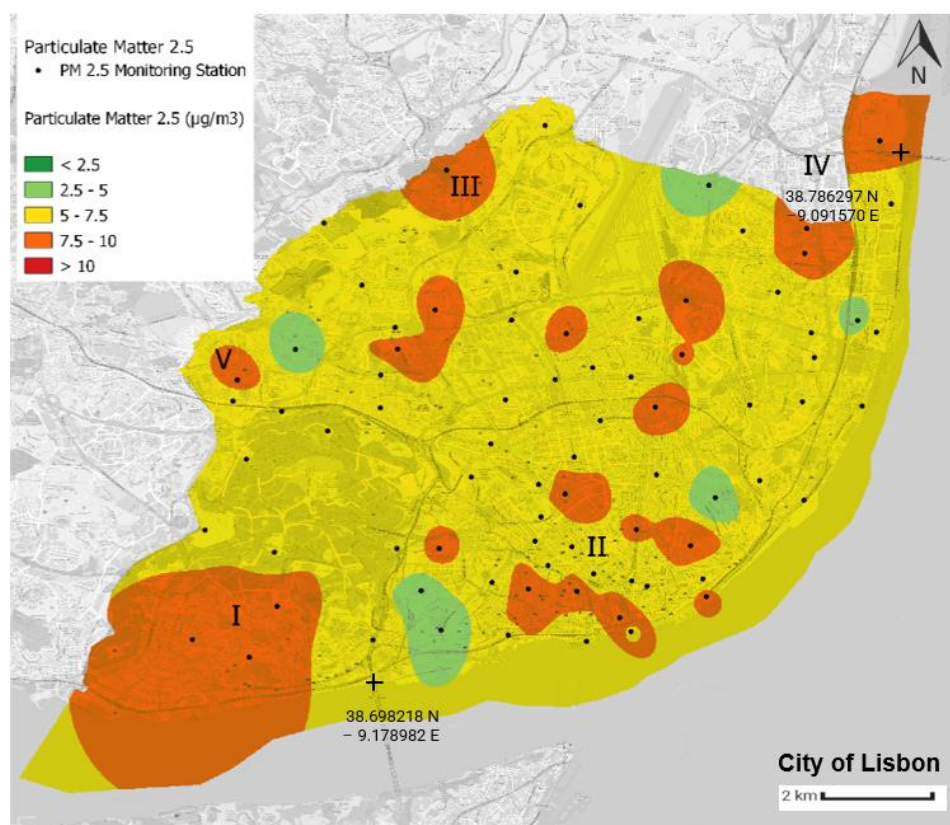 Particulate Matter 2.5
PM 2.5 Monitoring Station
Particulate Matter 2.5 (µg/m3)
< 2.5
2.5 - 5
5 - 7.5
7.5 - 10
> 10
N
III
IV
38.786297 N
– 9.091570 E
V
II
I
38.698218 N
– 9.178982 E
City of Lisbon
2 km